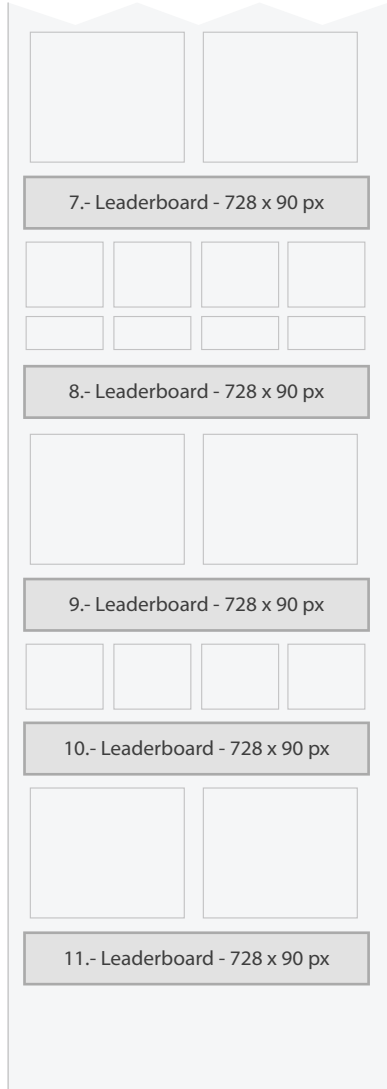 7.- Leaderboard - 728 x 90 px
8.- Leaderboard - 728 x 90 px
9.- Leaderboard - 728 x 90 px
10.- Leaderboard - 728 x 90 px
11.- Leaderboard - 728 x 90 px